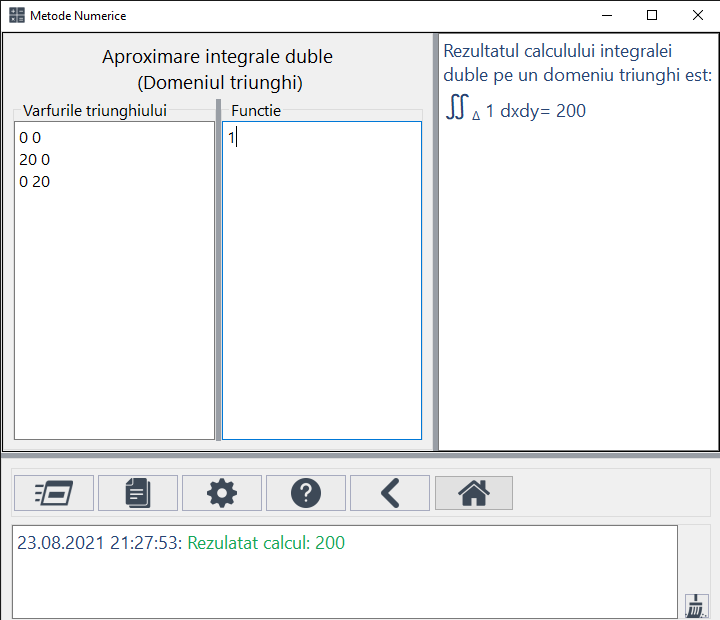 Metode Numerice
Aproximare integrale duble
(Domeniul triunghi)
Varfurile triunghiului
Functie
0 0
20 0
0 20
1
Rezultatul calculului integralei
duble pe un domeniu triunghi est:
∬ Δ 1 dxdy= 200
23.08.2021 21:27:53: Rezulatat calcul: 200